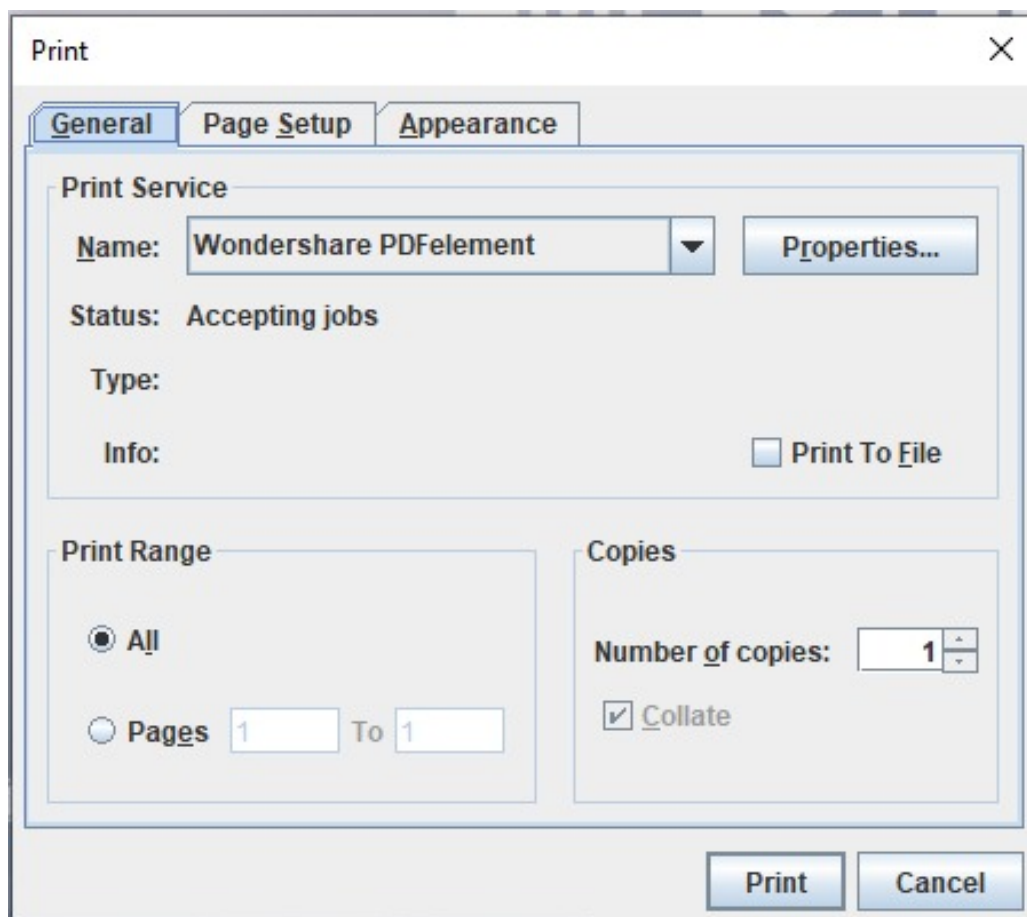 Print
General Page Setup Appearance
Print Service
Name: Wondershare PDFelement Properties...
Status: Accepting jobs
Type:
Info: Print To File
Print Range
All
Pages 1 To 1
Copies
Number of copies: 1
Collate
Print Cancel